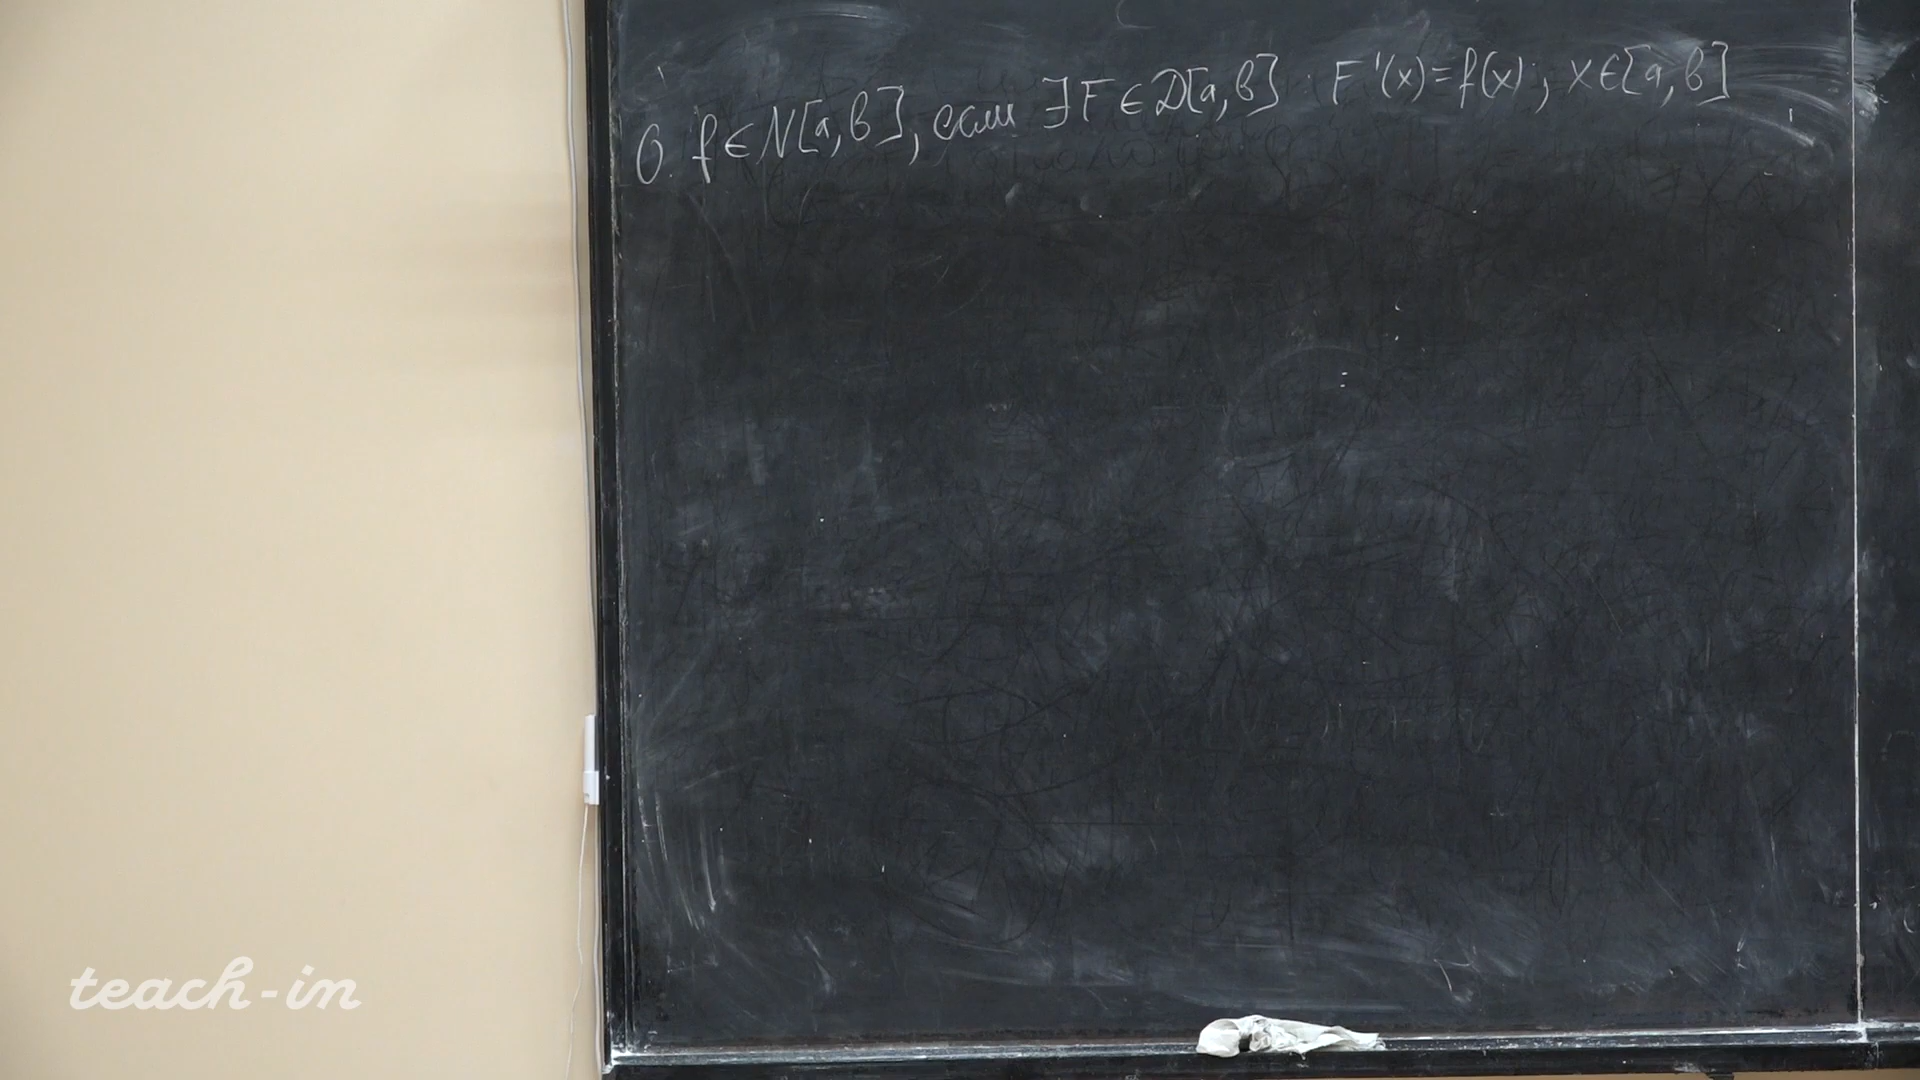 О. f ∈ N[a,b], если ∃ F ∈ D[a,b] : F'(x) = f(x), x ∈ [a,b]
teach-in